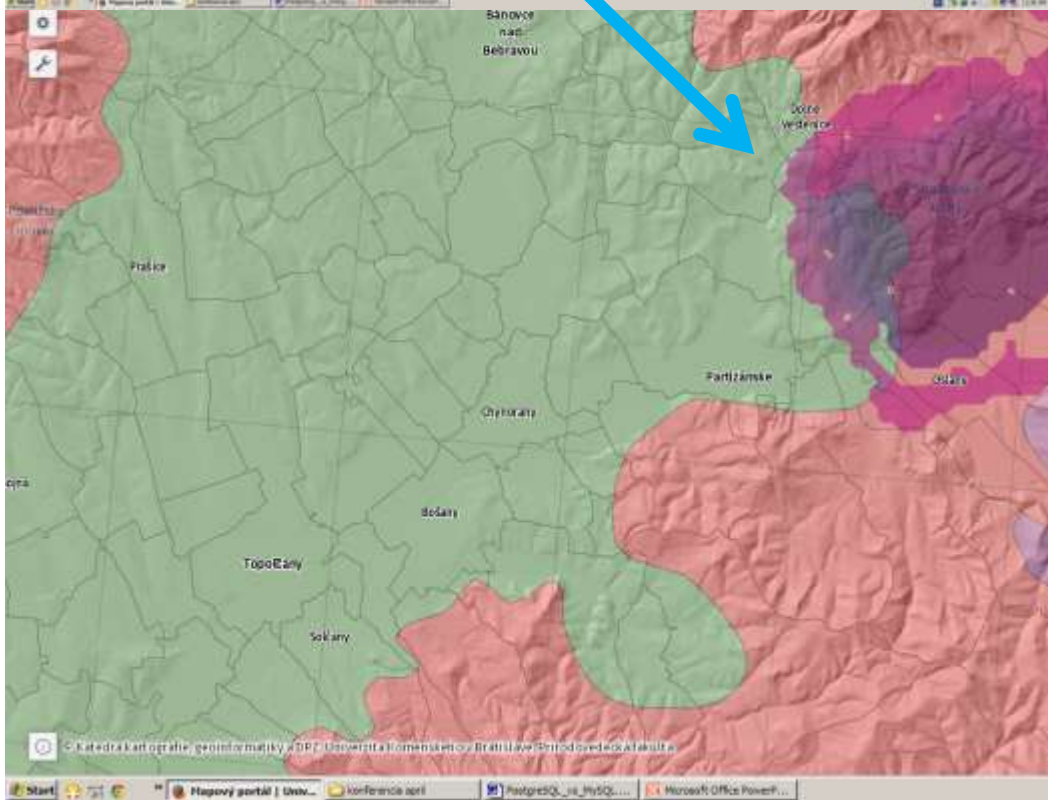 Bánovce
nad
Bebravou
Dolné
Vestenice
Prašice
Partizánske
Oslany
Chynorany
Bošany
Topoľčany
Solčany
© Katedra kartografie, geoinformatiky a DPZ, Univerzita Komenského v Bratislave, Prírodovedecká fakulta
Start
Mapový portál | Univ...
konferencia april
PostgreSQL_vs_MySQL....
Microsoft Office PowerP...